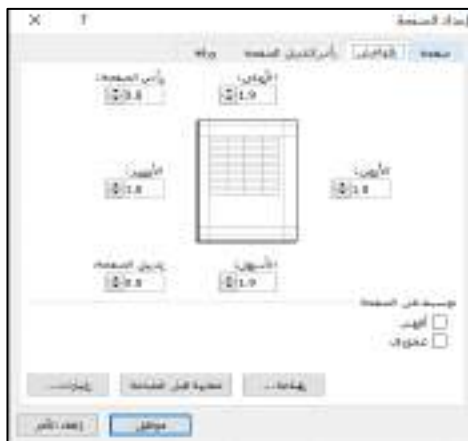 إعداد الصفحة
? X
صفحة الهوامش رأس/تذييل الصفحة ورقة
الأعلى: رأس الصفحة:
1.9 0.8
الأيمن: الأيسر:
1.8 1.8
الأسفل: تذييل الصفحة:
1.9 0.8
توسيط في الصفحة
أفقي
عمودي
طباعة... معاينة قبل الطباعة خيارات...
موافق إلغاء الأمر